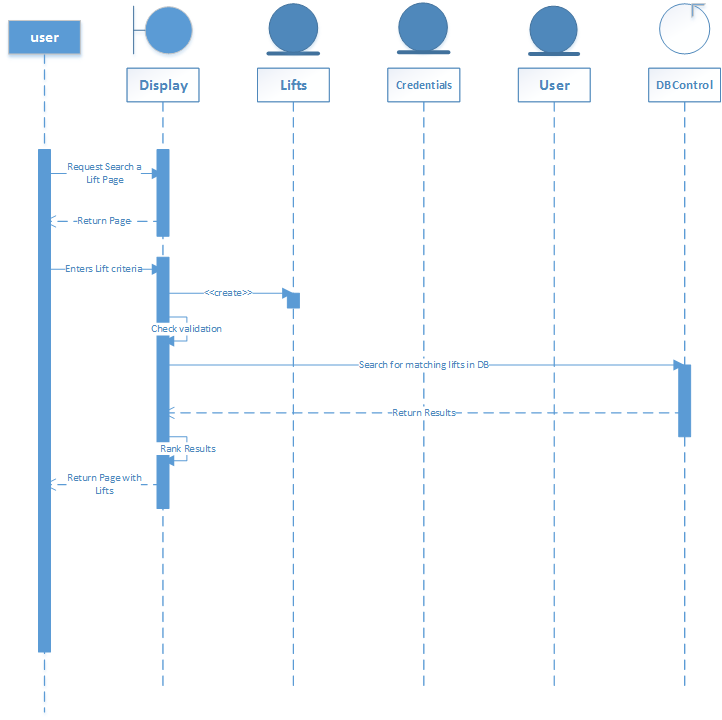 user
Display
Lifts
Credentials
User
DBControl
Request Search a
Lift Page
Return Page
Enters Lift criteria
<<create>>
Check validation
Search for matching lifts in DB
Return Results
Rank Results
Return Page with
Lifts